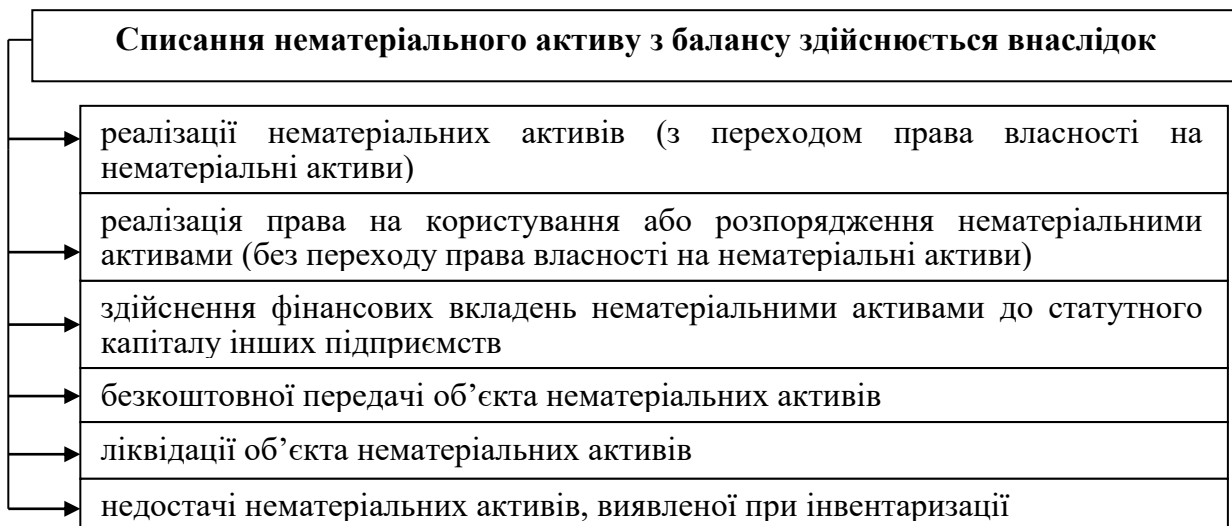 Списання нематеріального активу з балансу здійснюється внаслідок
реалізації нематеріальних активів (з переходом права власності на
нематеріальні активи)
реалізація права на користування або розпорядження нематеріальними
активами (без переходу права власності на нематеріальні активи)
здійснення фінансових вкладень нематеріальними активами до статутного
капіталу інших підприємств
безкоштовної передачі об’єкта нематеріальних активів
ліквідації об’єкта нематеріальних активів
недостачі нематеріальних активів, виявленої при інвентаризації